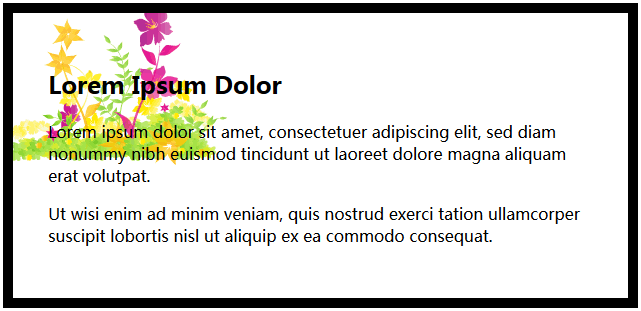 Lorem Ipsum Dolor
Lorem ipsum dolor sit amet, consectetuer adipiscing elit, sed diam
nonummy nibh euismod tincidunt ut laoreet dolore magna aliquam
erat volutpat.
Ut wisi enim ad minim veniam, quis nostrud exerci tation ullamcorper
suscipit lobortis nisl ut aliquip ex ea commodo consequat.